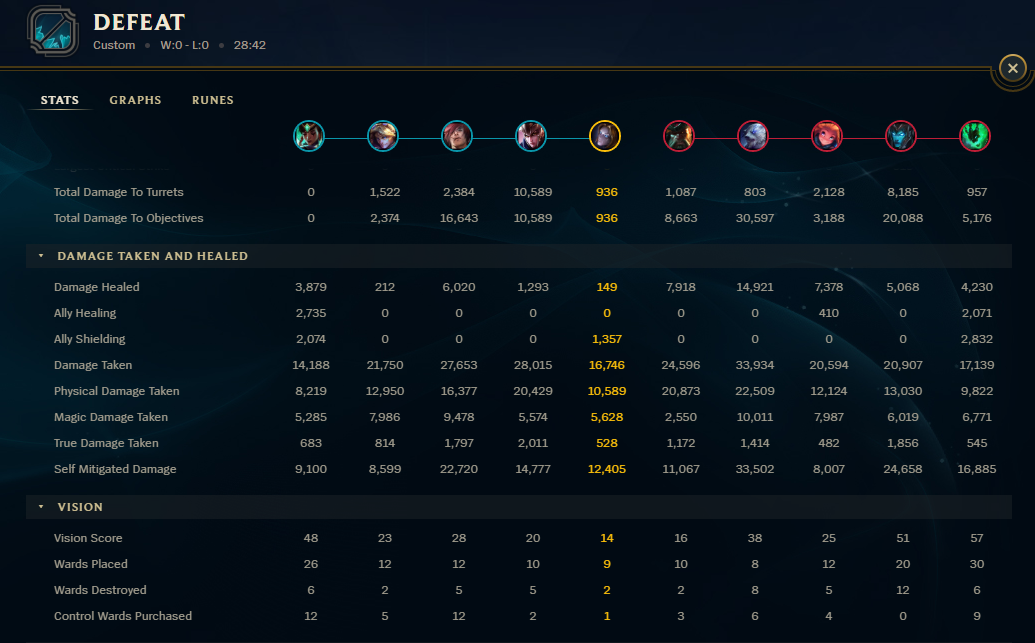 DEFEAT
Custom • W:0 - L:0 • 28:42
STATS GRAPHS RUNES
Total Damage To Turrets 0 1,522 2,384 10,589 936 1,087 803 2,128 8,185 957
Total Damage To Objectives 0 2,374 16,643 10,589 936 8,663 30,597 3,188 20,088 5,176
DAMAGE TAKEN AND HEALED
Damage Healed 3,879 212 6,020 1,293 149 7,918 14,921 7,378 5,068 4,230
Ally Healing 2,735 0 0 0 0 0 0 410 0 2,071
Ally Shielding 2,074 0 0 0 1,357 0 0 0 0 2,832
Damage Taken 14,188 21,750 27,653 28,015 16,746 24,596 33,934 20,594 20,907 17,139
Physical Damage Taken 8,219 12,950 16,377 20,429 10,589 20,873 22,509 12,124 13,030 9,822
Magic Damage Taken 5,285 7,986 9,478 5,574 5,628 2,550 10,011 7,987 6,019 6,771
True Damage Taken 683 814 1,797 2,011 528 1,172 1,414 482 1,856 545
Self Mitigated Damage 9,100 8,599 22,720 14,777 12,405 11,067 33,502 8,007 24,658 16,885
VISION
Vision Score 48 23 28 20 14 16 38 25 51 57
Wards Placed 26 12 12 10 9 10 8 12 20 30
Wards Destroyed 6 2 5 5 2 2 8 5 12 6
Control Wards Purchased 12 5 12 2 1 3 6 4 0 9